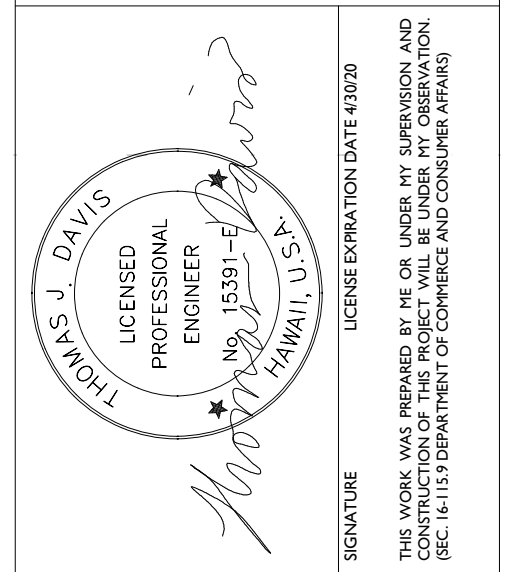 THOMAS J. DAVIS
LICENSED
PROFESSIONAL
ENGINEER
No. 15391-E
HAWAII, U.S.A.
Thomas Davis
SIGNATURE LICENSE EXPIRATION DATE 4/30/20
THIS WORK WAS PREPARED BY ME OR UNDER MY SUPERVISION AND
CONSTRUCTION OF THIS PROJECT WILL BE UNDER MY OBSERVATION.
(SEC. 16-115.9 DEPARTMENT OF COMMERCE AND CONSUMER AFFAIRS)